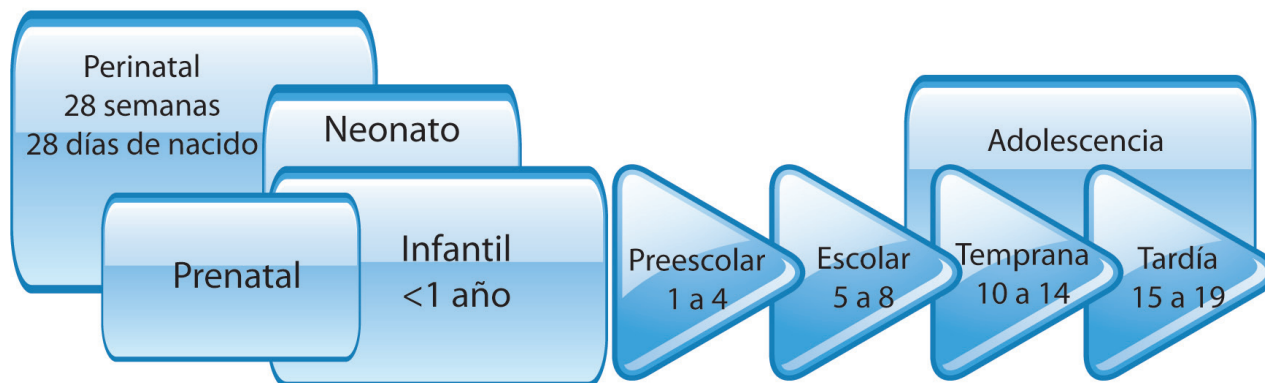 Perinatal
28 semanas
28 días de nacido
Neonato
Prenatal
Infantil
<1 año
Preescolar
1 a 4
Escolar
5 a 8
Adolescencia
Temprana
10 a 14
Tardía
15 a 19